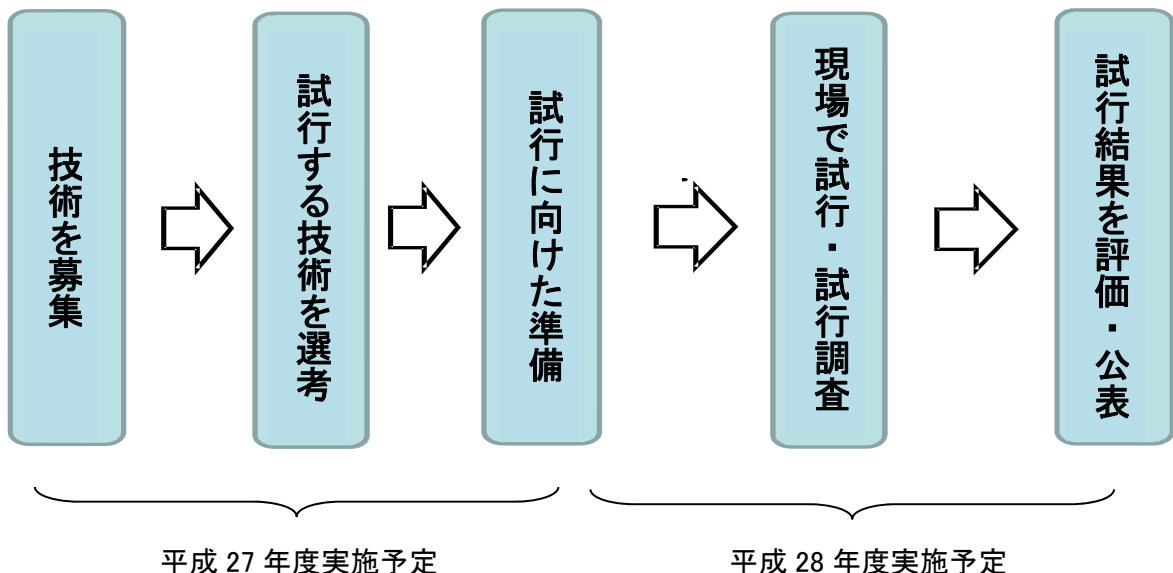 技術を募集
試行する技術を選考
試行に向けた準備
現場で試行・試行調査
試行結果を評価・公表
平成 27 年度実施予定
平成 28 年度実施予定